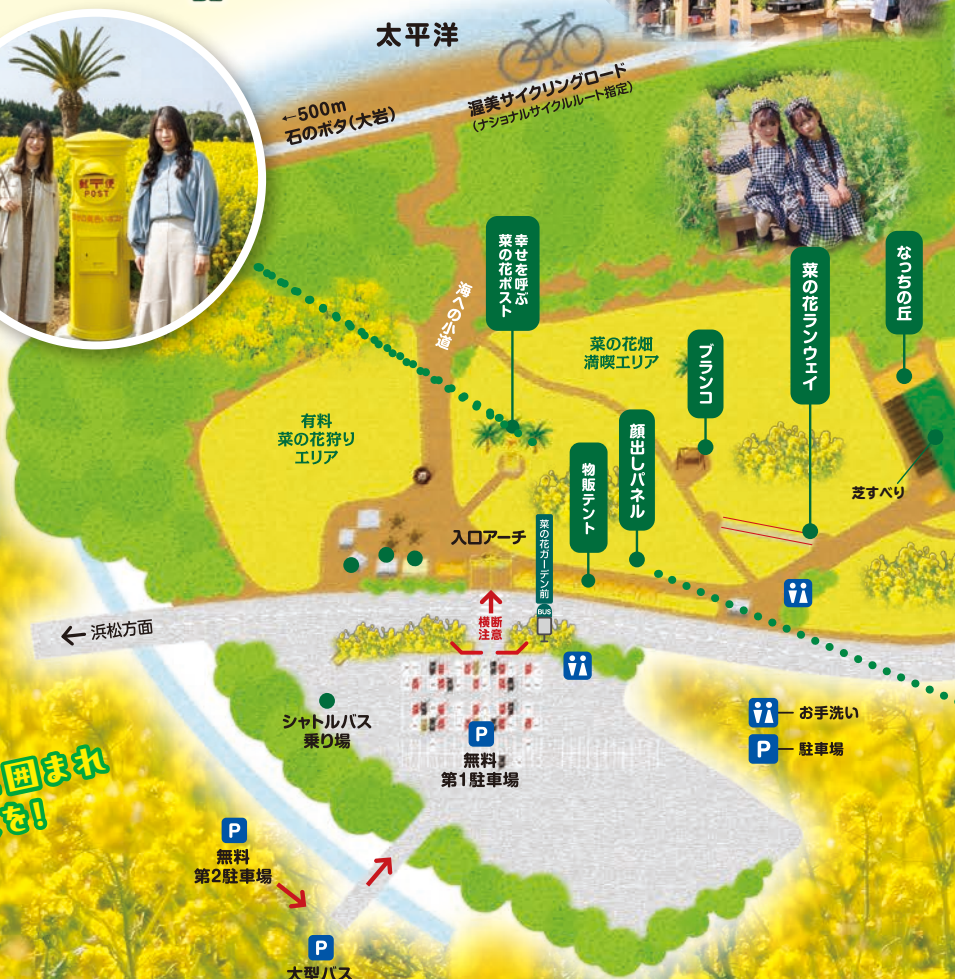 太平洋
←500m
石のボタ(大岩)
渥美サイクリングロード
(ナショナルサイクルルート指定)
POST
海への小道
幸せを呼ぶ
菜の花ポスト
菜の花畑
満喫エリア
ブランコ
菜の花ランウェイ
なっちの丘
芝すべり
有料
菜の花狩り
エリア
物販テント
顔出しパネル
入口アーチ
菜の花ガーデン前
BUS
横断
注意
← 浜松方面
シャトルバス
乗り場
P
無料
第1駐車場
お手洗い
P 駐車場
囲まれ
を!
P
無料
第2駐車場
P
大型バス